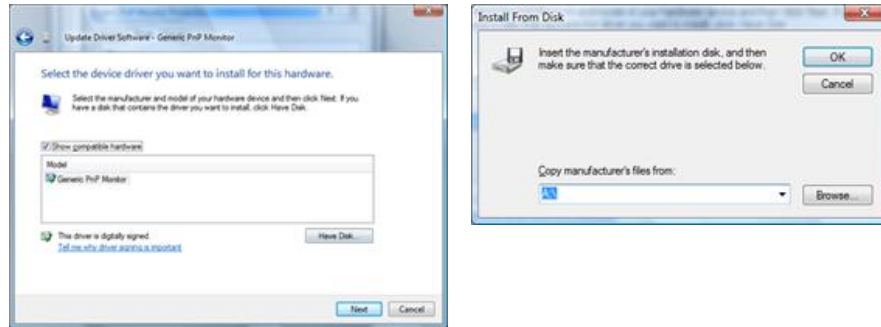 Update Driver Software - Generic PnP Monitor
Select the device driver you want to install for this hardware.
Select the manufacturer and model of your hardware device and then click Next. If you
have a disk that contains the driver you want to install, click Have Disk.
Show compatible hardware
Model
Generic PnP Monitor
This driver is digitally signed.
Tell me why driver signing is important
Have Disk...
Next
Cancel
Install From Disk
Insert the manufacturer's installation disk, and then
make sure that the correct drive is selected below.
OK
Cancel
Copy manufacturer's files from:
A:\
Browse...